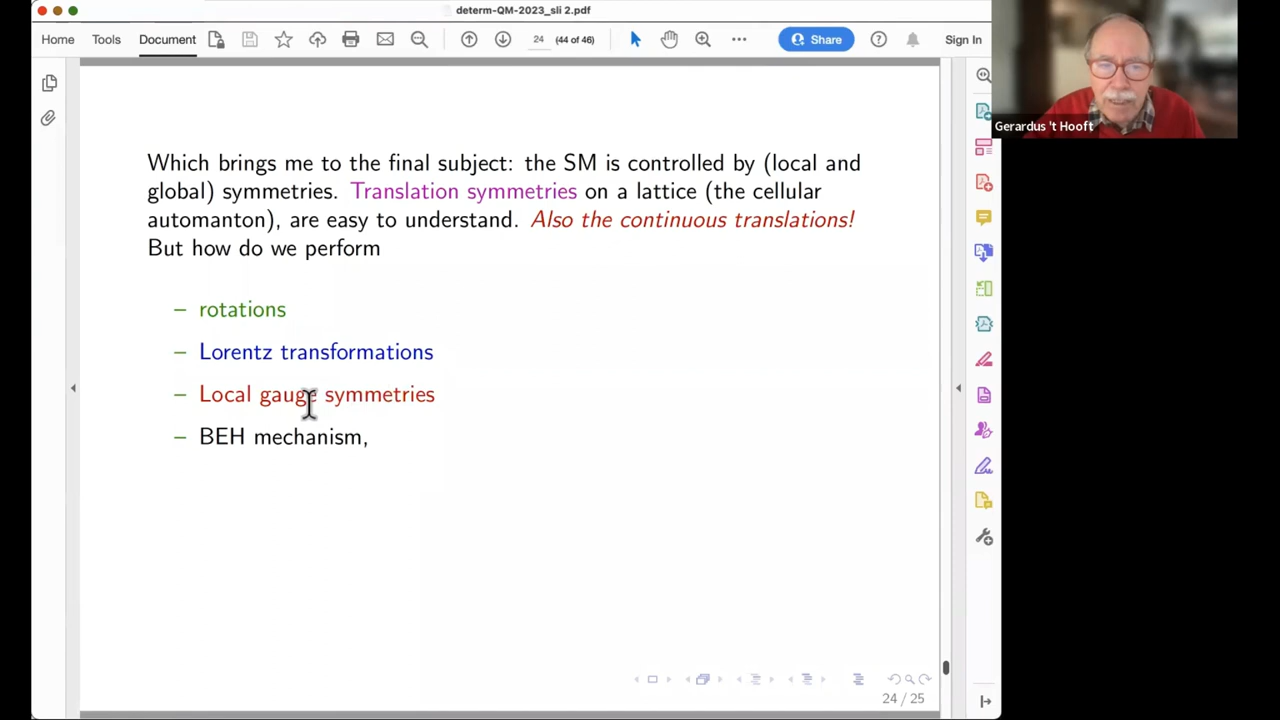 determ-QM-2023_sli 2.pdf
Home Tools Document 24 (44 of 46) Share Sign In
Gerardus 't Hooft
Which brings me to the final subject: the SM is controlled by (local and
global) symmetries. Translation symmetries on a lattice (the cellular
automanton), are easy to understand. Also the continuous translations!
But how do we perform
– rotations
– Lorentz transformations
– Local gauge symmetries
– BEH mechanism,
24 / 25